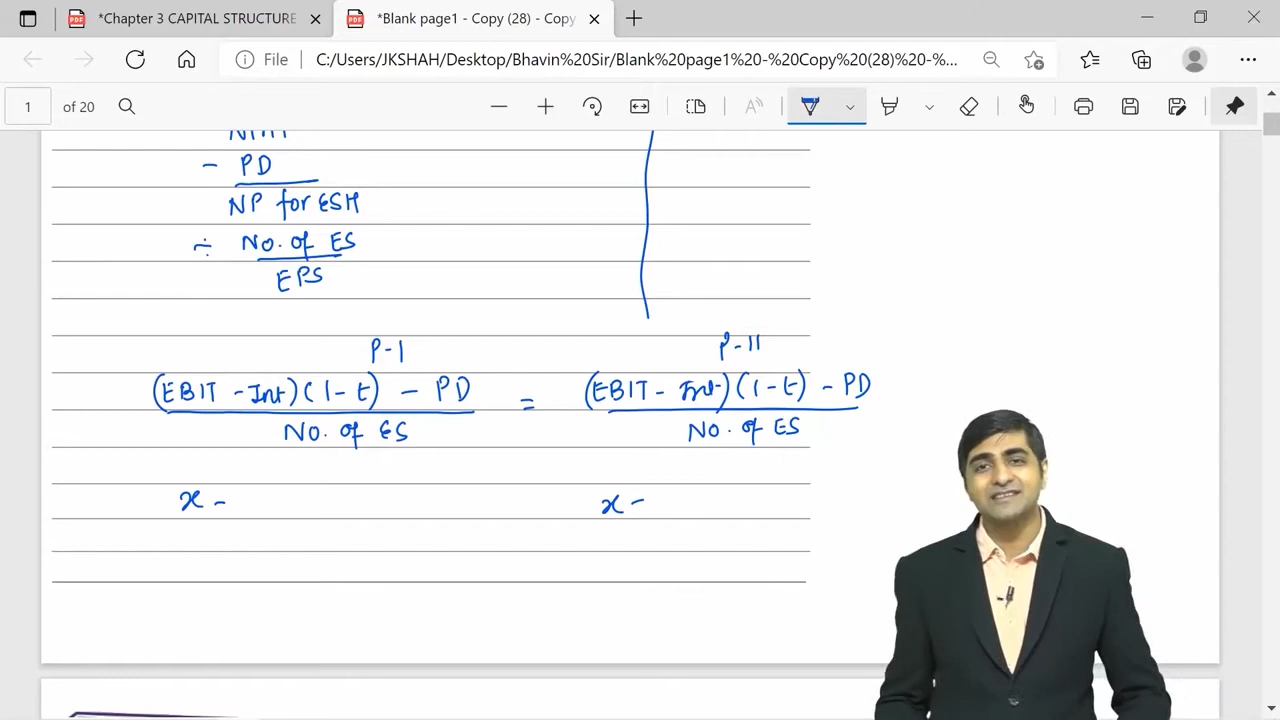 *Chapter 3 CAPITAL STRUCTURE
*Blank page1 - Copy (28) - Copy
File C:/Users/JKSHAH/Desktop/Bhavin%20Sir/Blank%20page1%20-%20Copy%20(28)%20-%...
1 of 20
- PD
NP for ESH
÷ No. of ES
EPS
P-I P-II
(EBIT - Int)(1-t) - PD = (EBIT - Int)(1-t) - PD
No. of ES No. of ES
x - x -